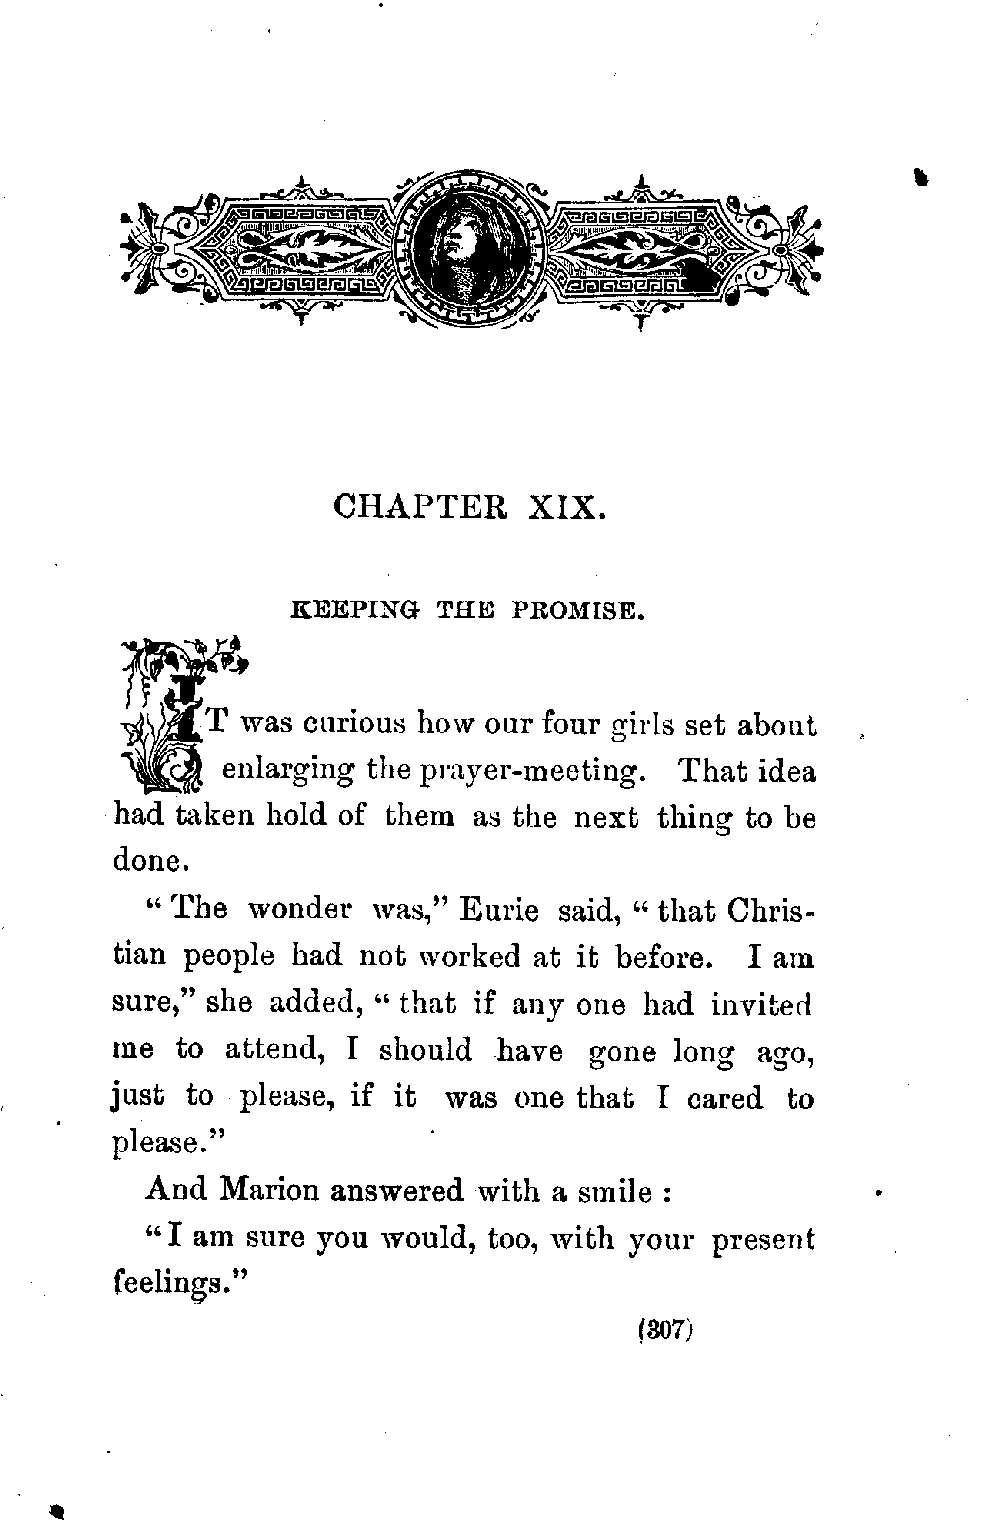 CHAPTER XIX.
KEEPING THE PROMISE.
IT was curious how our four girls set about
enlarging the prayer-meeting. That idea
had taken hold of them as the next thing to be
done.
“The wonder was,” Eurie said, “that Chris-
tian people had not worked at it before. I am
sure,” she added, “that if any one had invited
me to attend, I should have gone long ago,
just to please, if it was one that I cared to
please.”
And Marion answered with a smile :
“I am sure you would, too, with your present
feelings.”
(307)